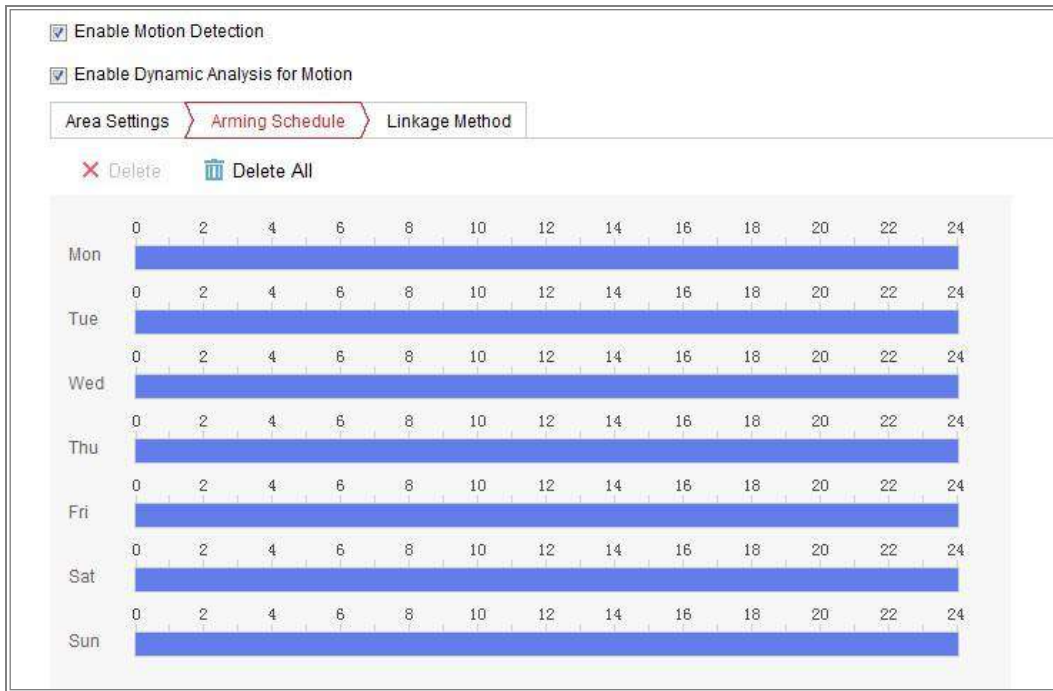 Enable Motion Detection
Enable Dynamic Analysis for Motion
Area Settings Arming Schedule Linkage Method
Delete Delete All
0 2 4 6 8 10 12 14 16 18 20 22 24
Mon
0 2 4 6 8 10 12 14 16 18 20 22 24
Tue
0 2 4 6 8 10 12 14 16 18 20 22 24
Wed
0 2 4 6 8 10 12 14 16 18 20 22 24
Thu
0 2 4 6 8 10 12 14 16 18 20 22 24
Fri
0 2 4 6 8 10 12 14 16 18 20 22 24
Sat
0 2 4 6 8 10 12 14 16 18 20 22 24
Sun